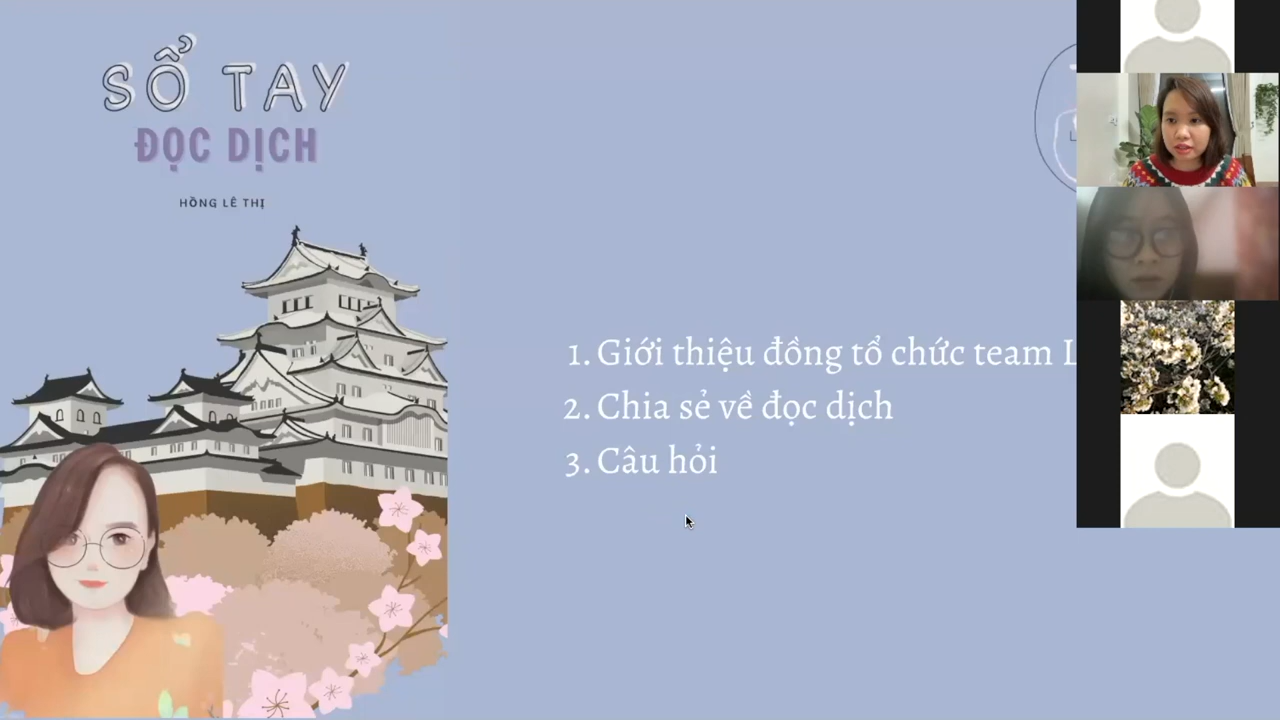 SỔ TAY
ĐỌC DỊCH
HỒNG LÊ THỊ
1. Giới thiệu đồng tổ chức team
2. Chia sẻ về đọc dịch
3. Câu hỏi